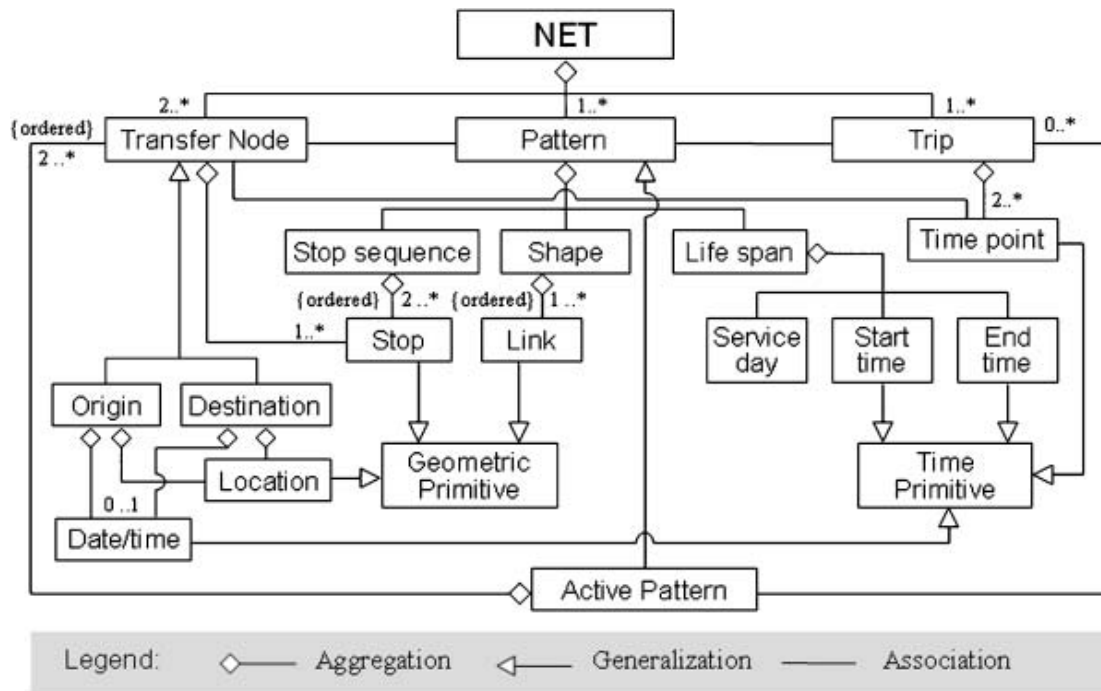 NET
2..*
1..*
1..*
{ordered}
Transfer Node
Pattern
Trip
0..*
2 ..*
2..*
Stop sequence
Shape
Life span
Time point
{ordered}
2..*
{ordered}
1 ..*
1..*
Stop
Link
Service
day
Start
time
End
time
Origin
Destination
Location
Geometric
Primitive
Time
Primitive
0 ..1
Date/time
Active Pattern
Legend:
Aggregation
Generalization
Association